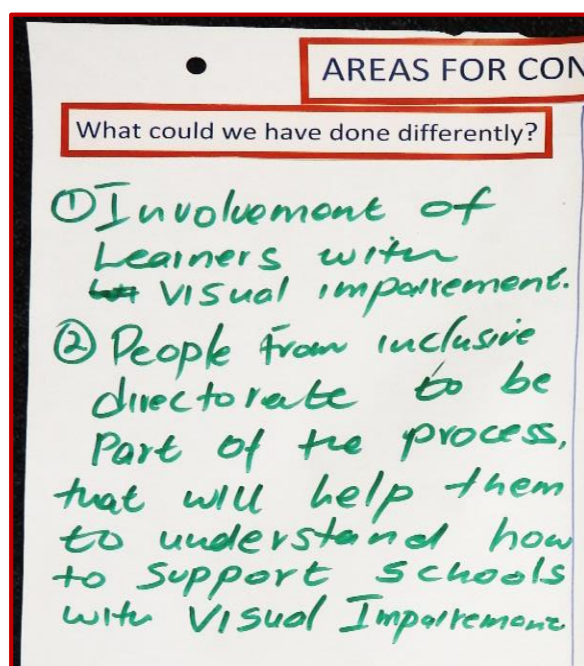 AREAS FOR CON
What could we have done differently?
① Involvement of
Learners with
Visual impairement.
② People from inclusive
directorate to be
Part of the process,
that will help them
to understand how
to Support Schools
with Visual Impairement